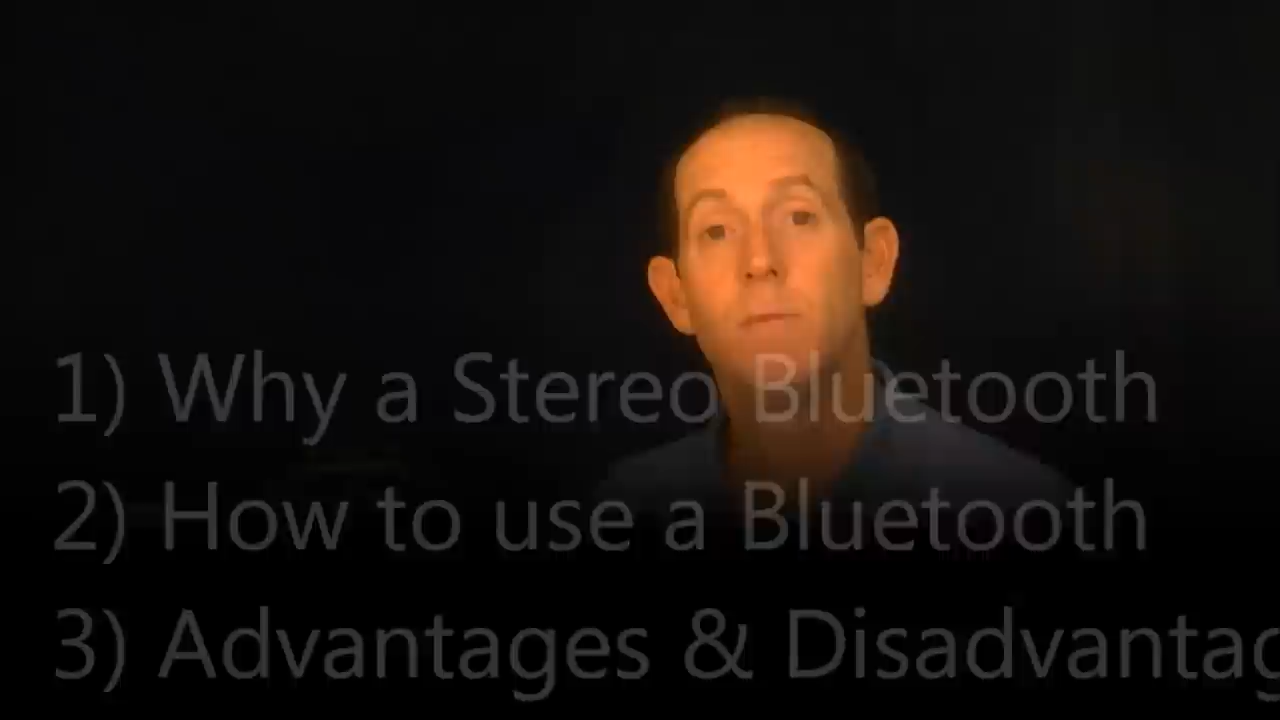 1) Why a Stereo Bluetooth
2) How to use a Bluetooth
3) Advantages & Disadvantag